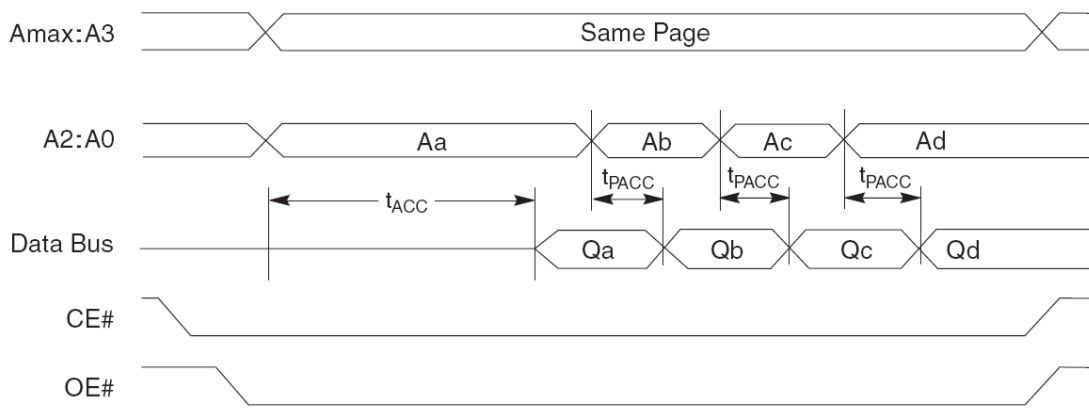 Amax:A3 Same Page
A2:A0 Aa Ab Ac Ad
tPACC tPACC tPACC
tACC
Data Bus Qa Qb Qc Qd
CE#
OE#